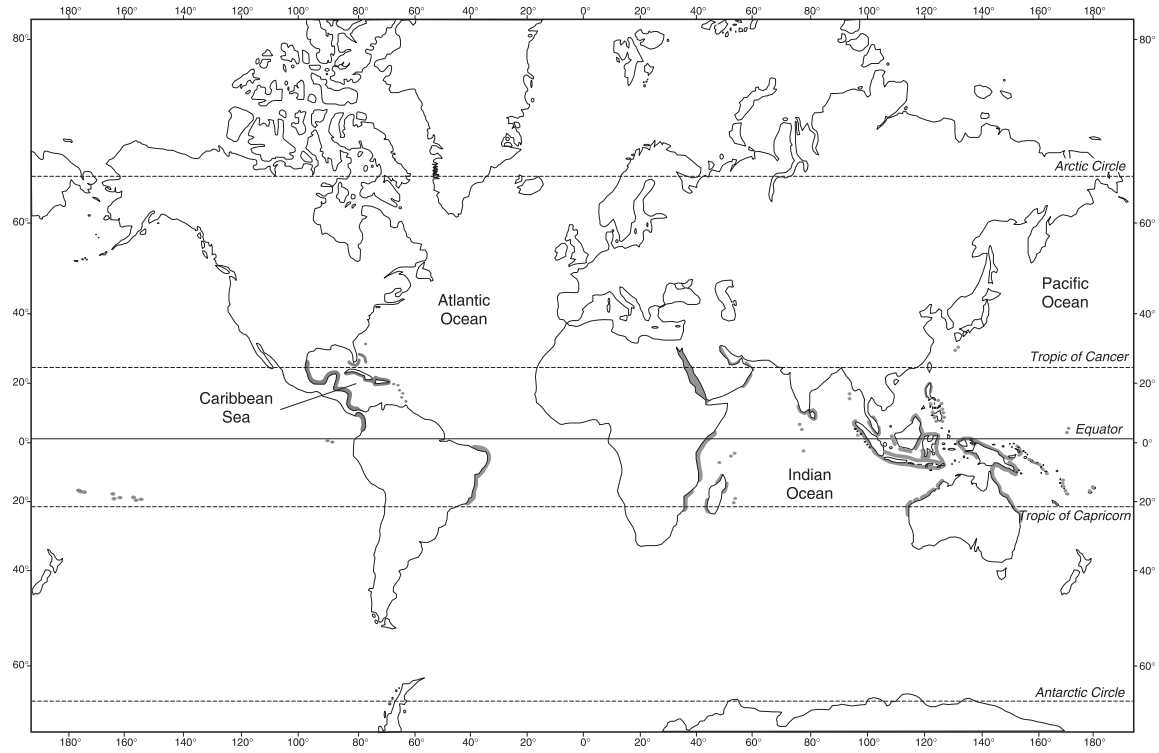 180° 160° 140° 120° 100° 80° 60° 40° 20° 0° 20° 40° 60° 80° 100° 120° 140° 160° 180°
80° 80°
Arctic Circle
60° 60°
Atlantic
Ocean
Pacific
Ocean
40° 40°
Tropic of Cancer
20° 20°
Caribbean
Sea
Equator
0° 0°
Indian
Ocean
20° 20°
Tropic of Capricorn
40° 40°
60° 60°
Antarctic Circle
180° 160° 140° 120° 100° 80° 60° 40° 20° 0° 20° 40° 60° 80° 100° 120° 140° 160° 180°